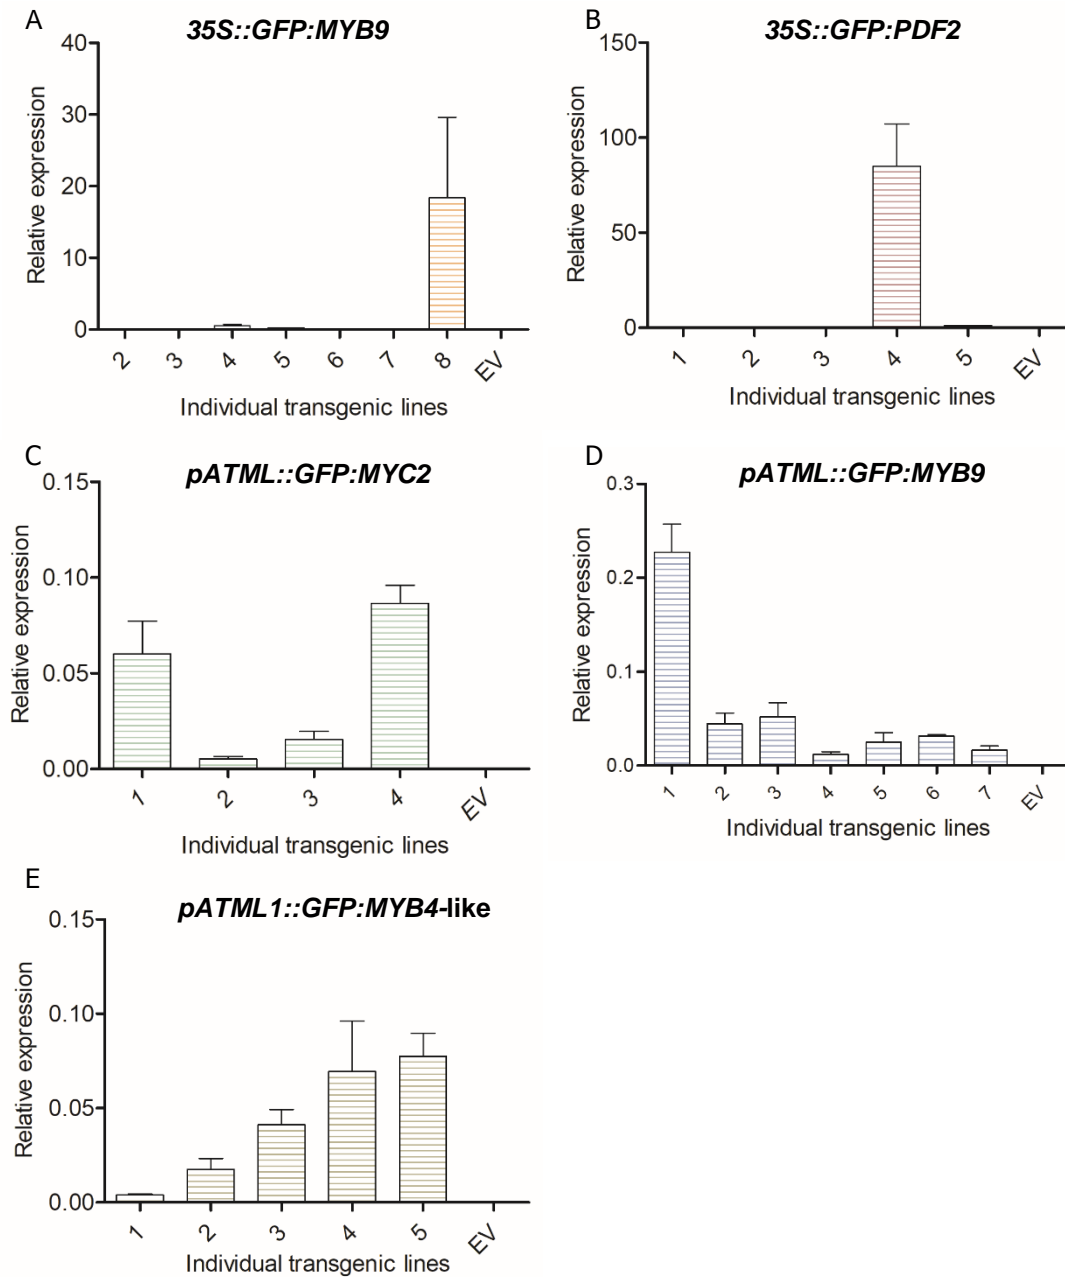 A
35S::GFP:MYB9
40
30
20
10
0
Relative expression
2 3 4 5 6 7 8 EV
Individual transgenic lines
B
35S::GFP:PDF2
150
100
50
0
Relative expression
1 2 3 4 5 EV
Individual transgenic lines
C
pATML::GFP:MYC2
0.15
0.10
0.05
0.00
Relative expression
1 2 3 4 EV
Individual transgenic lines
D
pATML::GFP:MYB9
0.3
0.2
0.1
0.0
Relative expression
1 2 3 4 5 6 7 EV
Individual transgenic lines
E
pATML1::GFP:MYB4-like
0.15
0.10
0.05
0.00
Relative expression
1 2 3 4 5 EV
Individual transgenic lines